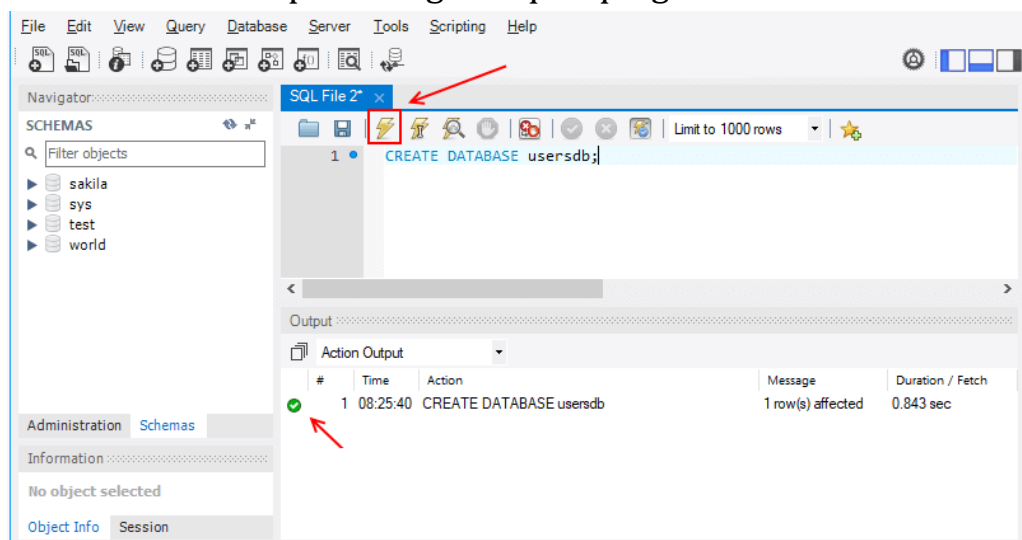 File Edit View Query Database Server Tools Scripting Help
Navigator
SQL File 2*
SCHEMAS
Limit to 1000 rows
Filter objects
1 CREATE DATABASE usersdb;
sakila
sys
test
world
Output
Action Output
# Time Action Message Duration / Fetch
1 08:25:40 CREATE DATABASE usersdb 1 row(s) affected 0.843 sec
Administration Schemas
Information
No object selected
Object Info Session